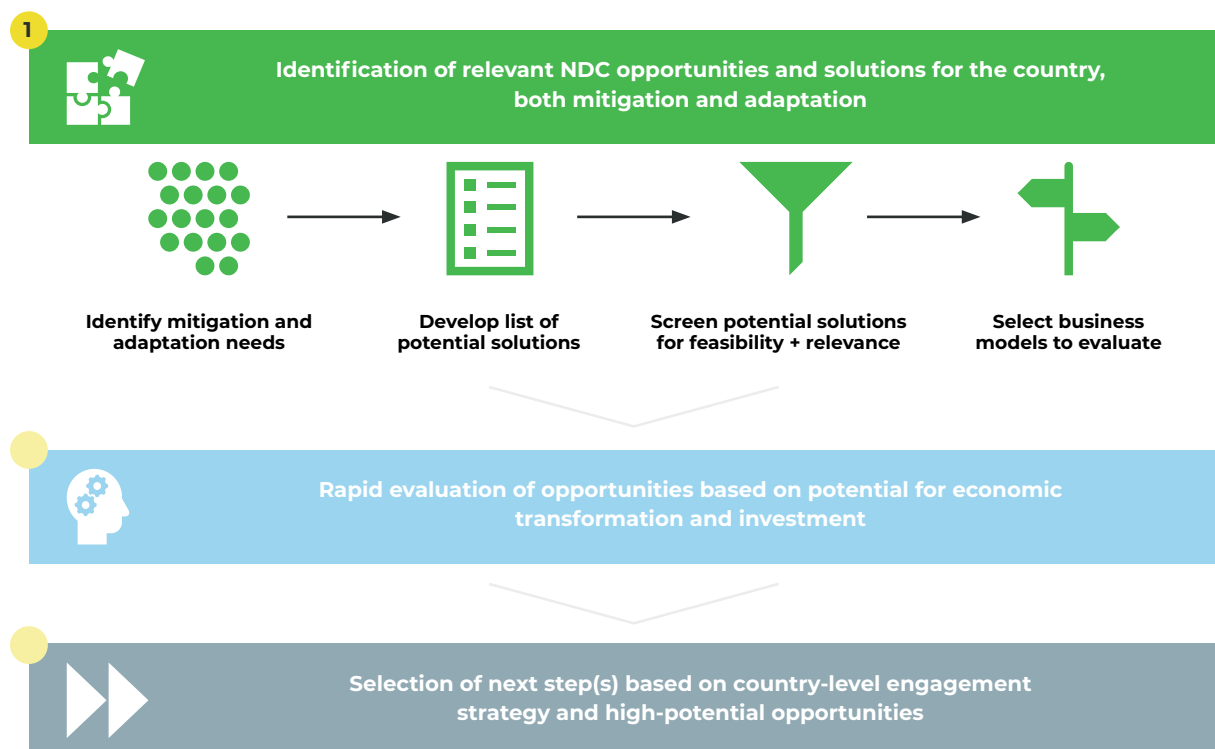 1
Identification of relevant NDC opportunities and solutions for the country,
both mitigation and adaptation
Identify mitigation and
adaptation needs
Develop list of
potential solutions
Screen potential solutions
for feasibility + relevance
Select business
models to evaluate
Rapid evaluation of opportunities based on potential for economic
transformation and investment
Selection of next step(s) based on country-level engagement
strategy and high-potential opportunities